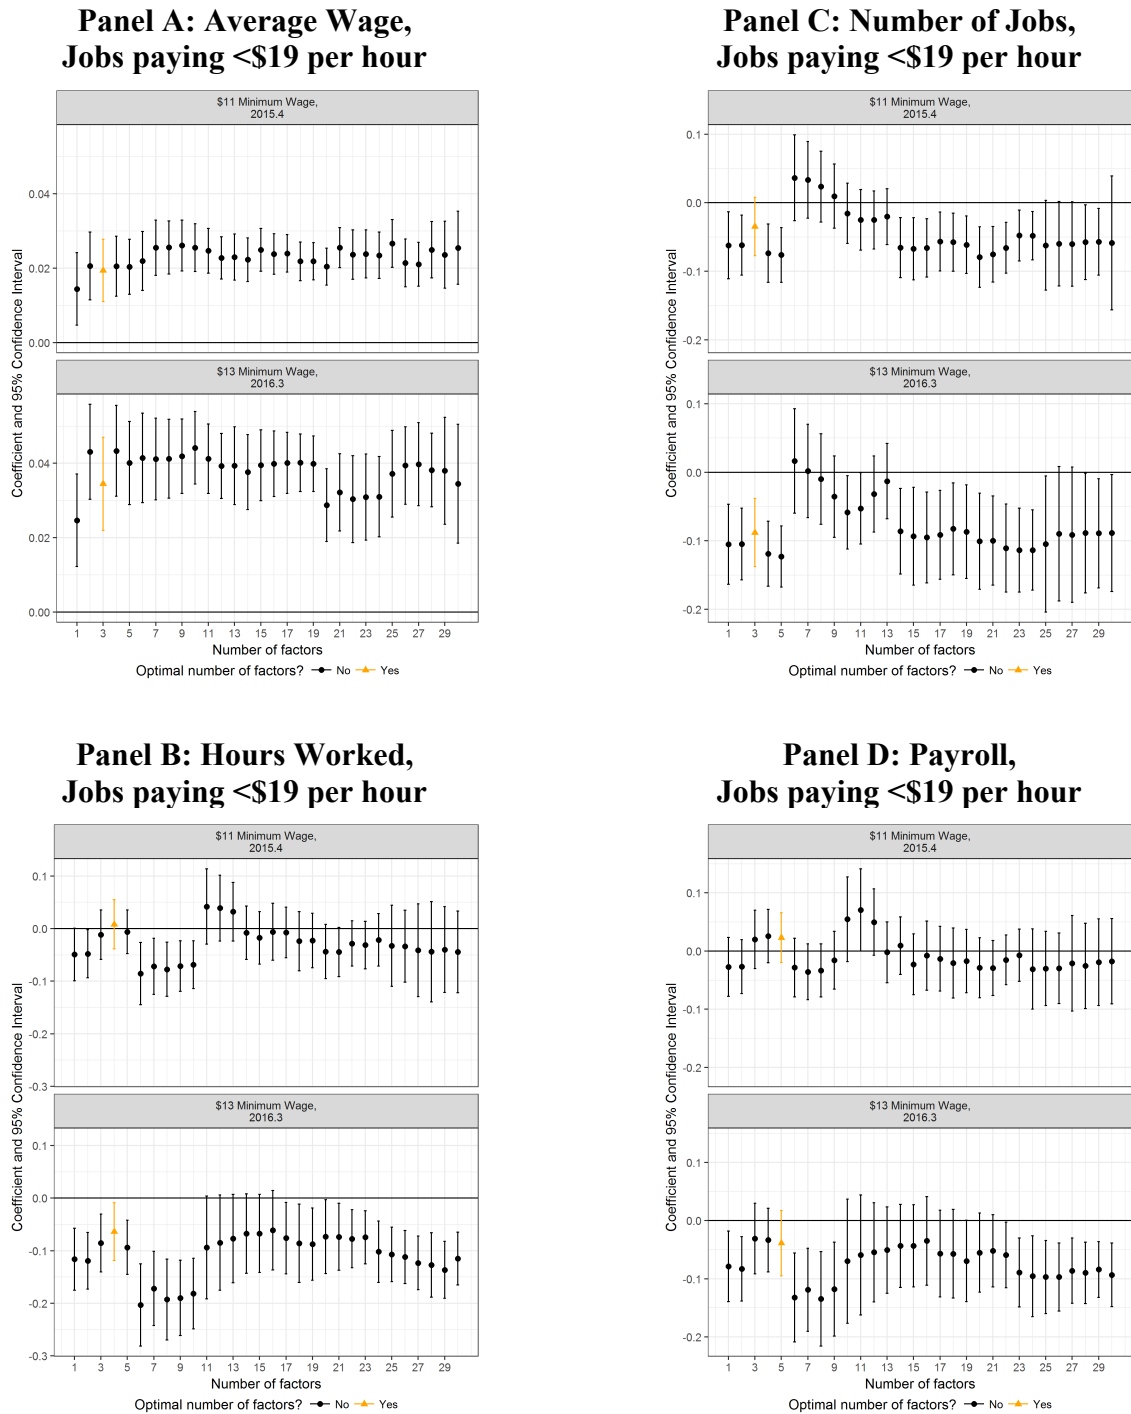 Panel A: Average Wage,
Jobs paying <$19 per hour
$11 Minimum Wage,
2015.4
0.04
0.02
0.00
$13 Minimum Wage,
2016.3
0.04
0.02
0.00
Coefficient and 95% Confidence Interval
1 3 5 7 9 11 13 15 17 19 21 23 25 27 29
Number of factors
Optimal number of factors? No Yes
Panel C: Number of Jobs,
Jobs paying <$19 per hour
$11 Minimum Wage,
2015.4
0.1
0.0
-0.1
-0.2
$13 Minimum Wage,
2016.3
0.1
0.0
-0.1
-0.2
Coefficient and 95% Confidence Interval
1 3 5 7 9 11 13 15 17 19 21 23 25 27 29
Number of factors
Optimal number of factors? No Yes
Panel B: Hours Worked,
Jobs paying <$19 per hour
$11 Minimum Wage,
2015.4
0.1
0.0
-0.1
-0.2
-0.3
$13 Minimum Wage,
2016.3
0.1
0.0
-0.1
-0.2
-0.3
Coefficient and 95% Confidence Interval
1 3 5 7 9 11 13 15 17 19 21 23 25 27 29
Number of factors
Optimal number of factors? No Yes
Panel D: Payroll,
Jobs paying <$19 per hour
$11 Minimum Wage,
2015.4
0.1
0.0
-0.1
-0.2
$13 Minimum Wage,
2016.3
0.1
0.0
-0.1
-0.2
Coefficient and 95% Confidence Interval
1 3 5 7 9 11 13 15 17 19 21 23 25 27 29
Number of factors
Optimal number of factors? No Yes